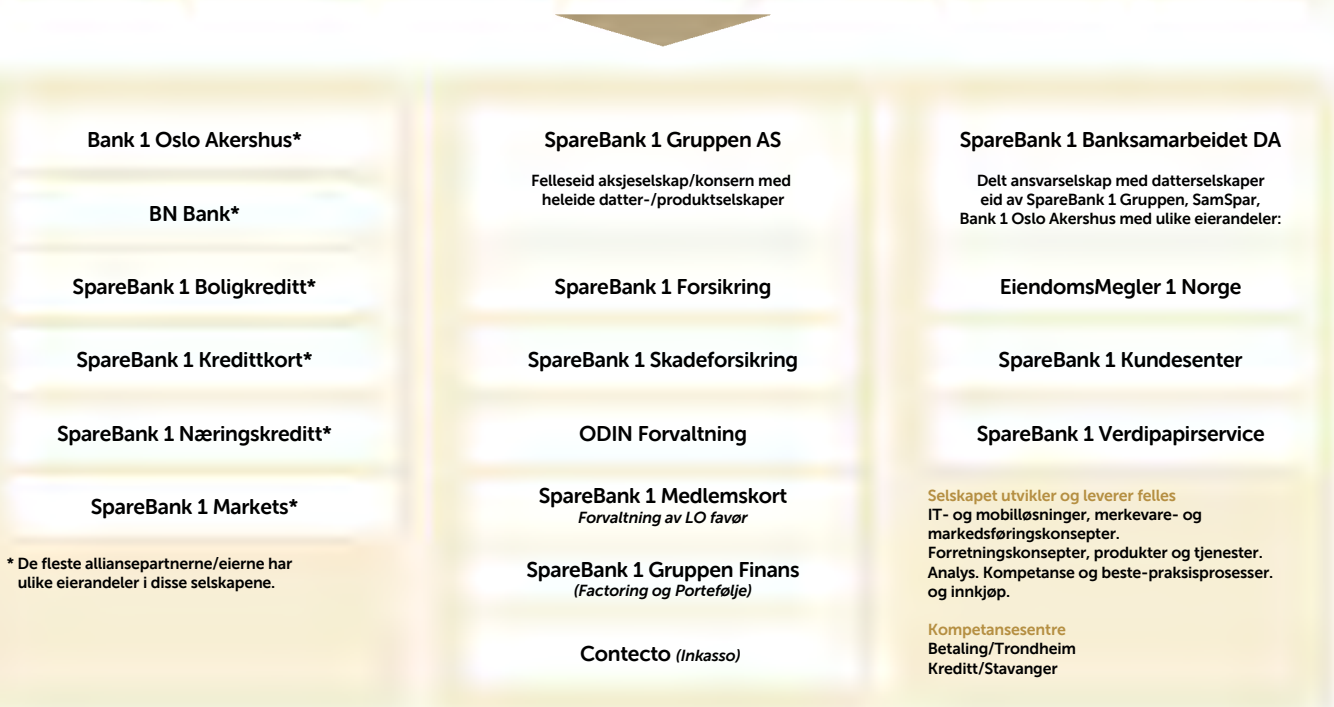 Bank 1 Oslo Akershus*
BN Bank*
SpareBank 1 Boligkreditt*
SpareBank 1 Kredittkort*
SpareBank 1 Næringskreditt*
SpareBank 1 Markets*
* De fleste alliansepartnerne/eierne har
ulike eierandeler i disse selskapene.
SpareBank 1 Gruppen AS
Felleseid aksjeselskap/konsern med
heleide datter-/produktselskaper
SpareBank 1 Forsikring
SpareBank 1 Skadeforsikring
ODIN Forvaltning
SpareBank 1 Medlemskort
Forvaltning av LO favør
SpareBank 1 Gruppen Finans
(Factoring og Portefølje)
Contecto (Inkasso)
SpareBank 1 Banksamarbeidet DA
Delt ansvarselskap med datterselskaper
eid av SpareBank 1 Gruppen, SamSpar,
Bank 1 Oslo Akershus med ulike eierandeler:
EiendomsMegler 1 Norge
SpareBank 1 Kundesenter
SpareBank 1 Verdipapirservice
Selskapet utvikler og leverer felles
IT- og mobilløsninger, merkevare- og
markedsføringskonsepter.
Forretningskonsepter, produkter og tjenester.
Analys. Kompetanse og beste-praksisprosesser.
og innkjøp.
Kompetansesentre
Betaling/Trondheim
Kreditt/Stavanger